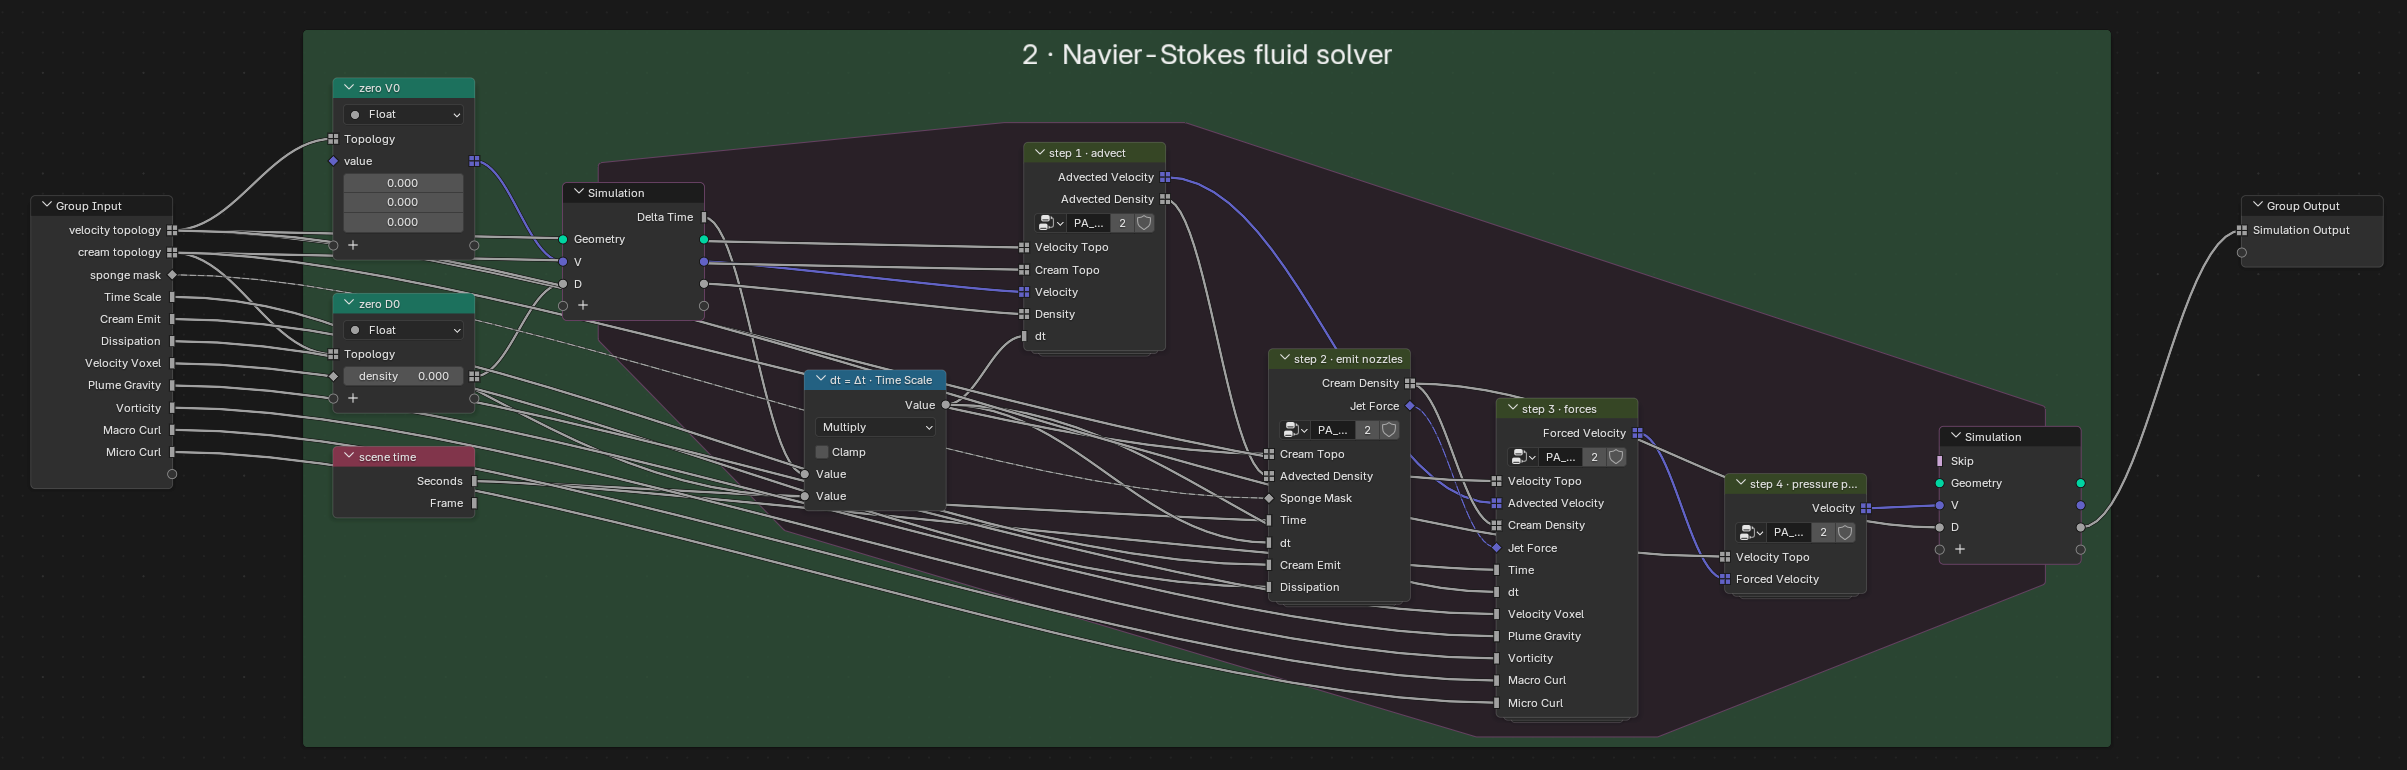 2 · Navier-Stokes fluid solver
Group Input
velocity topology
cream topology
sponge mask
Time Scale
Cream Emit
Dissipation
Velocity Voxel
Plume Gravity
Vorticity
Macro Curl
Micro Curl
zero V0
Float
Topology
value
0.000
0.000
0.000
zero D0
Float
Topology
density 0.000
scene time
Seconds
Frame
Simulation
Delta Time
Geometry
V
D
dt = Δt · Time Scale
Value
Multiply
Clamp
Value
Value
step 1 · advect
Advected Velocity
Advected Density
PA_... 2
Velocity Topo
Cream Topo
Velocity
Density
dt
step 2 · emit nozzles
Cream Density
Jet Force
PA_... 2
Cream Topo
Advected Density
Sponge Mask
Time
dt
Cream Emit
Dissipation
step 3 · forces
Forced Velocity
PA_... 2
Velocity Topo
Advected Velocity
Cream Density
Jet Force
Time
dt
Velocity Voxel
Plume Gravity
Vorticity
Macro Curl
Micro Curl
step 4 · pressure p...
Velocity
PA_... 2
Velocity Topo
Forced Velocity
Simulation
Skip
Geometry
V
D
Group Output
Simulation Output